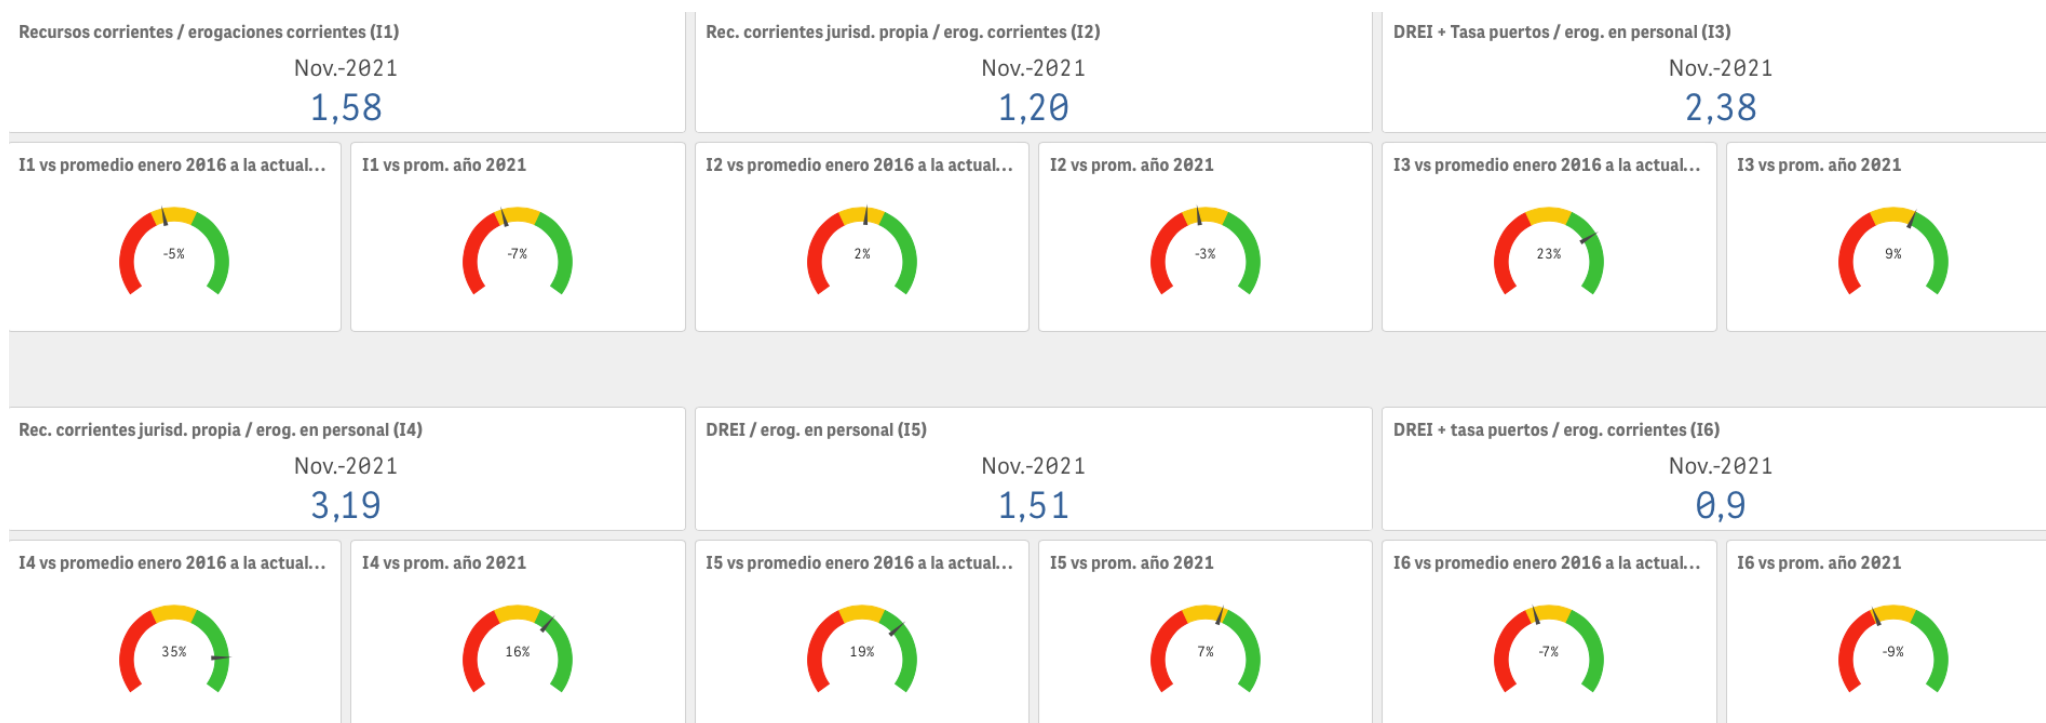 Recursos corrientes / erogaciones corrientes (I1)
Nov.-2021
1,58
Rec. corrientes jurisd. propia / erog. corrientes (I2)
Nov.-2021
1,20
DREI + Tasa puertos / erog. en personal (I3)
Nov.-2021
2,38
I1 vs promedio enero 2016 a la actual...
-5%
I1 vs prom. año 2021
-7%
I2 vs promedio enero 2016 a la actual...
2%
I2 vs prom. año 2021
-3%
I3 vs promedio enero 2016 a la actual...
23%
I3 vs prom. año 2021
9%
Rec. corrientes jurisd. propia / erog. en personal (I4)
Nov.-2021
3,19
DREI / erog. en personal (I5)
Nov.-2021
1,51
DREI + tasa puertos / erog. corrientes (I6)
Nov.-2021
0,9
I4 vs promedio enero 2016 a la actual...
35%
I4 vs prom. año 2021
16%
I5 vs promedio enero 2016 a la actual...
19%
I5 vs prom. año 2021
7%
I6 vs promedio enero 2016 a la actual...
-7%
I6 vs prom. año 2021
-9%